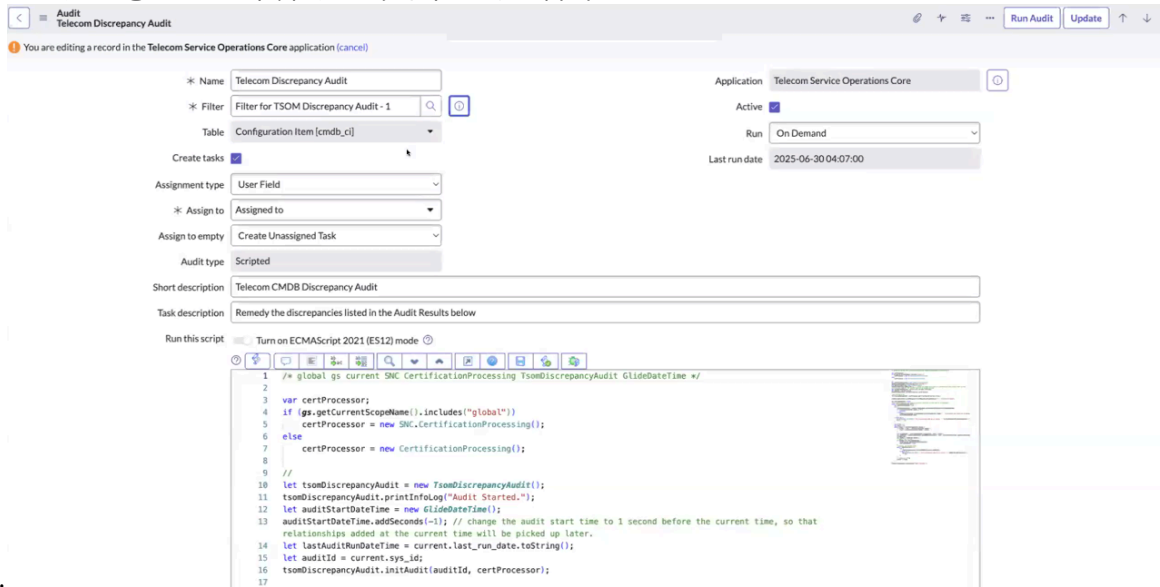 Audit
Telecom Discrepancy Audit
Run Audit
Update
You are editing a record in the Telecom Service Operations Core application (cancel)
Name
Telecom Discrepancy Audit
Application
Telecom Service Operations Core
Filter
Filter for TSOM Discrepancy Audit - 1
Active
Table
Configuration Item [cmdb_ci]
Run
On Demand
Create tasks
Last run date
2025-06-30 04:07:00
Assignment type
User Field
Assign to
Assigned to
Assign to empty
Create Unassigned Task
Audit type
Scripted
Short description
Telecom CMDB Discrepancy Audit
Task description
Remedy the discrepancies listed in the Audit Results below
Run this script
Turn on ECMAScript 2021 (ES12) mode
1 /* global gs current SNC CertificationProcessing TsomDiscrepancyAudit GlideDateTime */
2
3 var certProcessor;
4 if (gs.getCurrentScopeName().includes("global"))
5 certProcessor = new SNC.CertificationProcessing();
6 else
7 certProcessor = new CertificationProcessing();
8
9 //
10 let tsomDiscrepancyAudit = new TsomDiscrepancyAudit();
11 tsomDiscrepancyAudit.printInfoLog("Audit Started.");
12 let auditStartDateTime = new GlideDateTime();
13 auditStartDateTime.addSeconds(-1); // change the audit start time to 1 second before the current time, so that
relationships added at the current time will be picked up later.
14 let lastAuditRunDateTime = current.last_run_date.toString();
15 let auditId = current.sys_id;
16 tsomDiscrepancyAudit.initAudit(auditId, certProcessor);
17